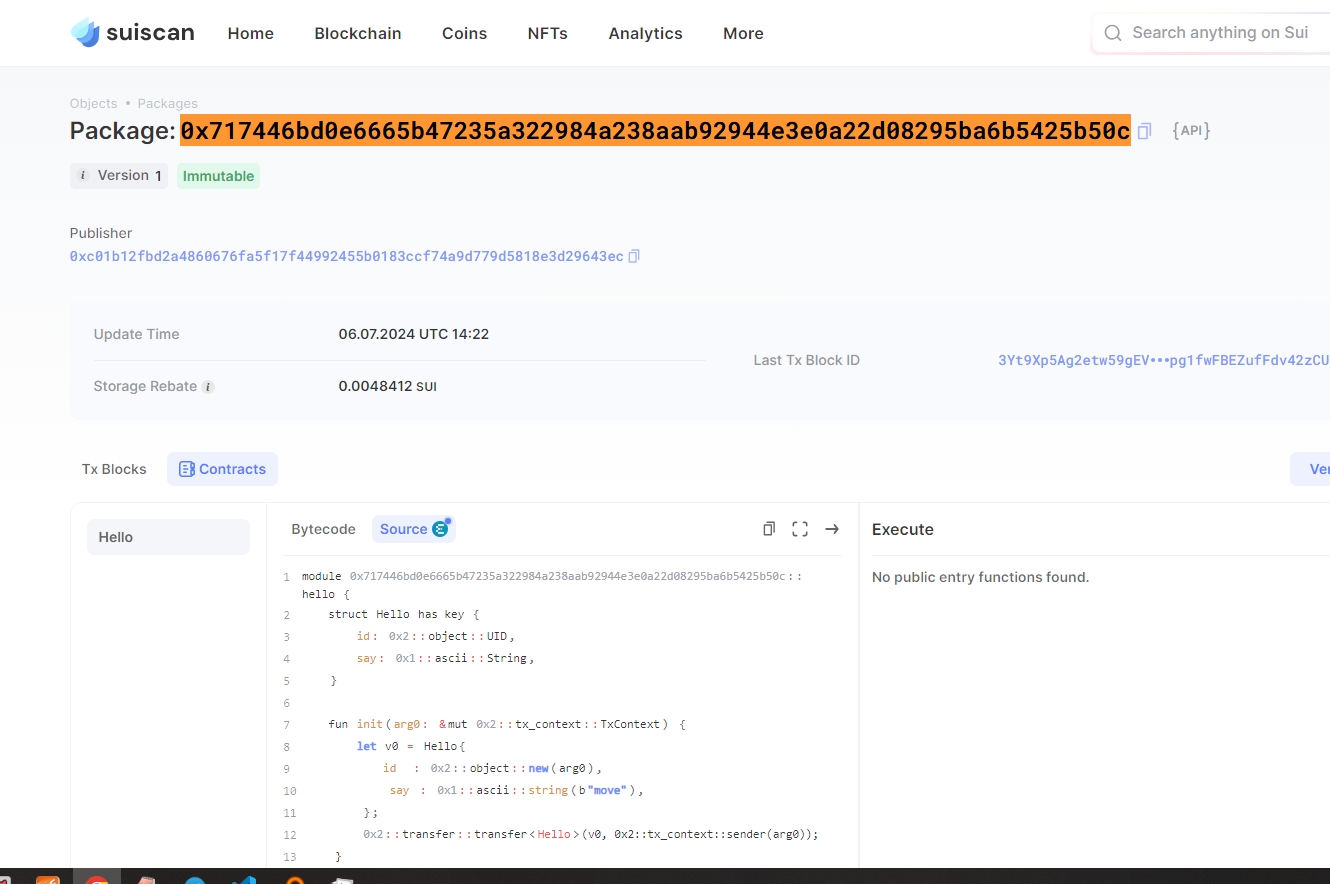 suiscan Home Blockchain Coins NFTs Analytics More Search anything on Sui
Objects • Packages
Package: 0x717446bd0e6665b47235a322984a238aab92944e3e0a22d08295ba6b5425b50c {API}
i Version 1 Immutable
Publisher
0xc01b12fbd2a4860676fa5f17f44992455b0183ccf74a9d779d5818e3d29643ec
Update Time 06.07.2024 UTC 14:22
Last Tx Block ID 3Yt9Xp5Ag2etw59gEV•••pg1fwFBEZufFdv42zCU
Storage Rebate i 0.0048412 SUI
Tx Blocks Contracts Ver
Hello
Bytecode Source
Execute
No public entry functions found.
1 module 0x717446bd0e6665b47235a322984a238aab92944e3e0a22d08295ba6b5425b50c::
hello {
2 struct Hello has key {
3 id: 0x2::object::UID,
4 say: 0x1::ascii::String,
5 }
6
7 fun init(arg0: &mut 0x2::tx_context::TxContext) {
8 let v0 = Hello{
9 id : 0x2::object::new(arg0),
10 say : 0x1::ascii::string(b"move"),
11 };
12 0x2::transfer::transfer<Hello>(v0, 0x2::tx_context::sender(arg0));
13 }